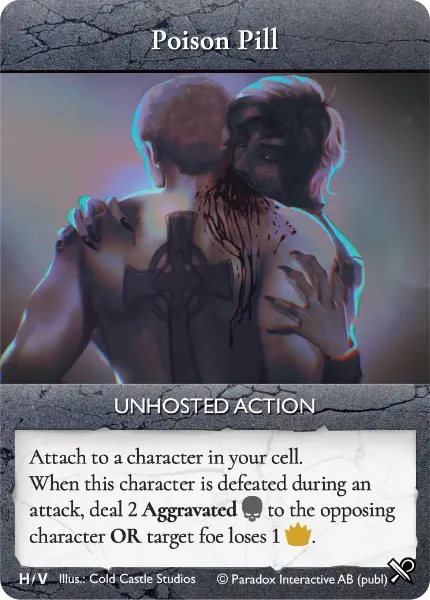 Poison Pill
UNHOSTED ACTION
Attach to a character in your cell.
When this character is defeated during an
attack, deal 2 Aggravated to the opposing
character OR target foe loses 1 .
H/V Illus.: Cold Castle Studios © Paradox Interactive AB (publ)